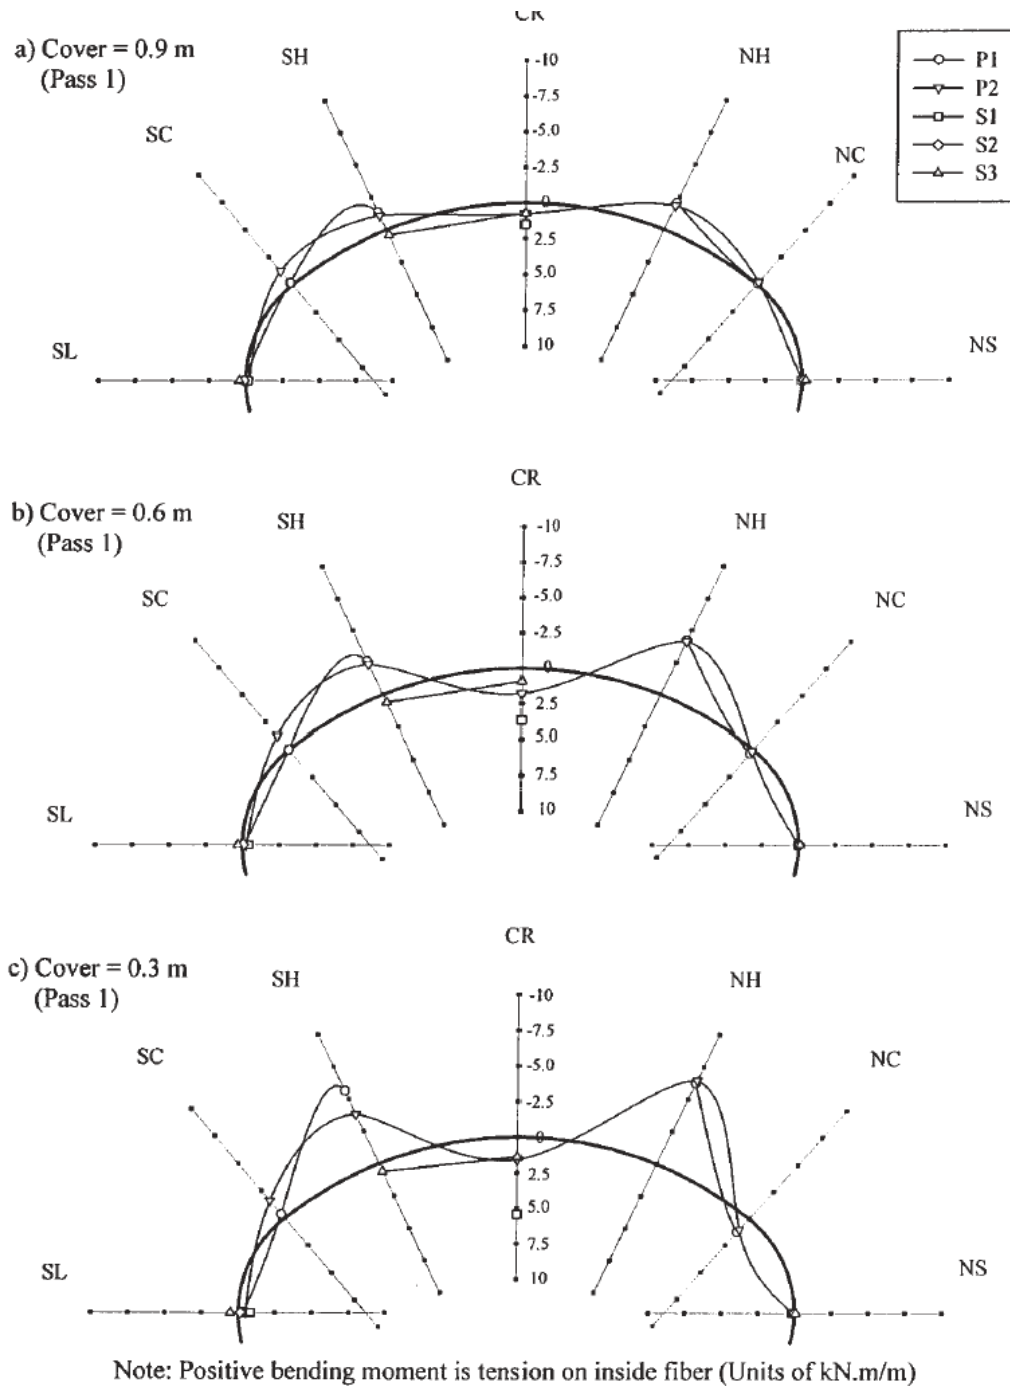 CR
a) Cover = 0.9 m
(Pass 1)
SH
NH
SC
NC
-10
-7.5
-5.0
-2.5
0
2.5
5.0
7.5
10
P1
P2
S1
S2
S3
SL
NS
CR
b) Cover = 0.6 m
(Pass 1)
SH
NH
SC
NC
-10
-7.5
-5.0
-2.5
0
2.5
5.0
7.5
10
SL
NS
CR
c) Cover = 0.3 m
(Pass 1)
SH
NH
SC
NC
-10
-7.5
-5.0
-2.5
0
2.5
5.0
7.5
10
SL
NS
Note: Positive bending moment is tension on inside fiber (Units of kN.m/m)